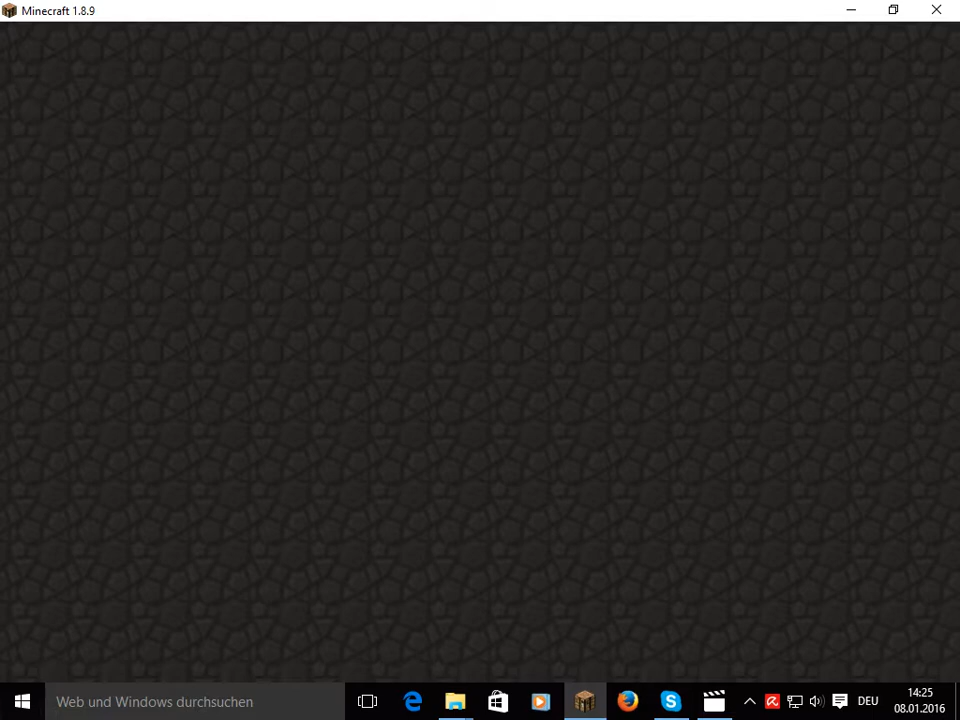 Minecraft 1.8.9
Web und Windows durchsuchen
DEU
14:25
08.01.2016